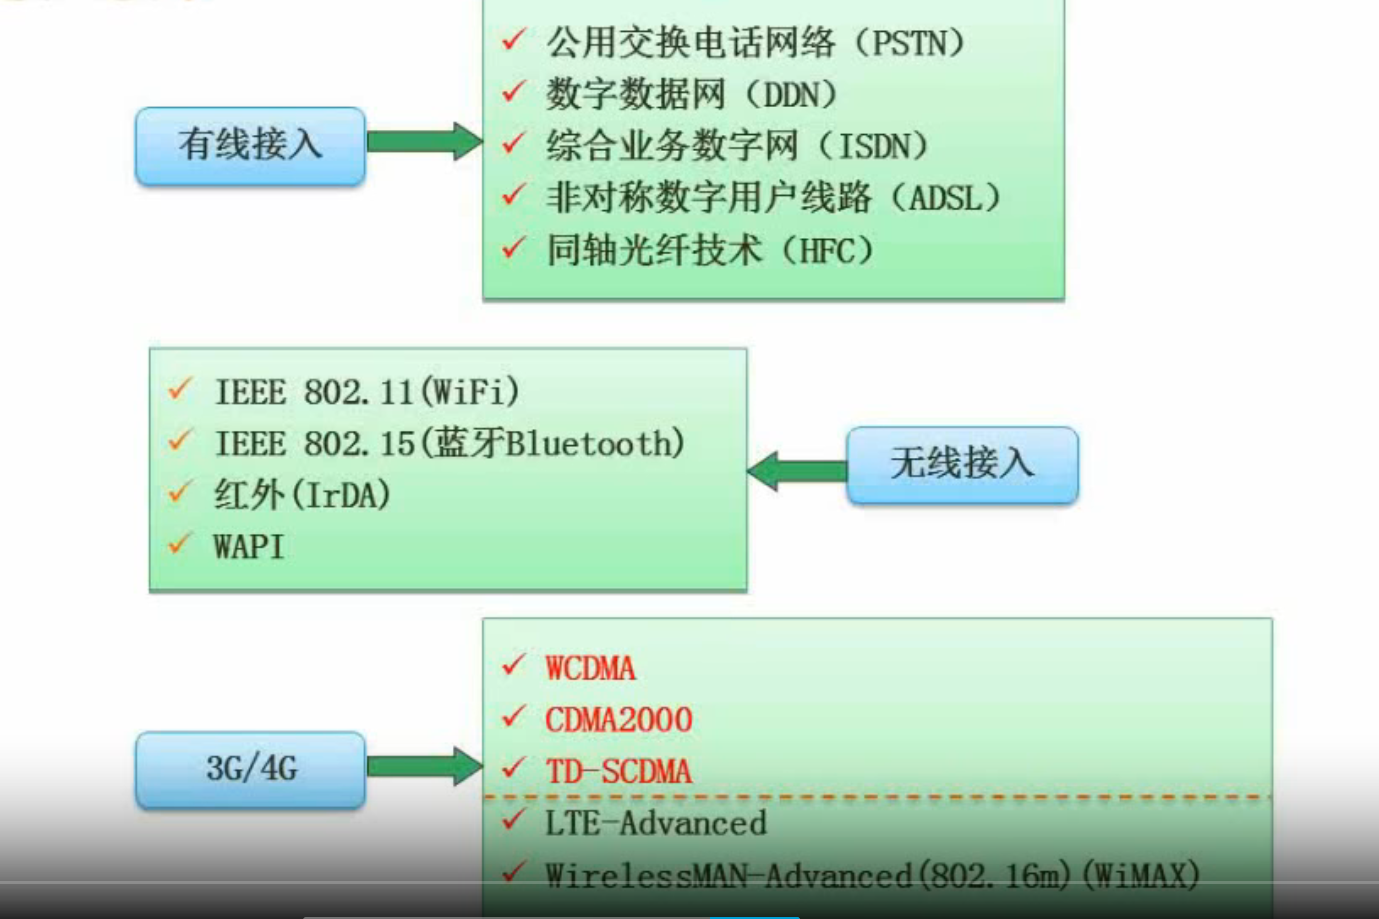 公用交换电话网络（PSTN）
数字数据网（DDN）
有线接入
综合业务数字网（ISDN）
非对称数字用户线路（ADSL）
同轴光纤技术（HFC）
IEEE 802.11(WiFi)
IEEE 802.15(蓝牙Bluetooth)
无线接入
红外(IrDA)
WAPI
WCDMA
CDMA2000
3G/4G
TD-SCDMA
LTE-Advanced
WirelessMAN-Advanced(802.16m)(WiMAX)